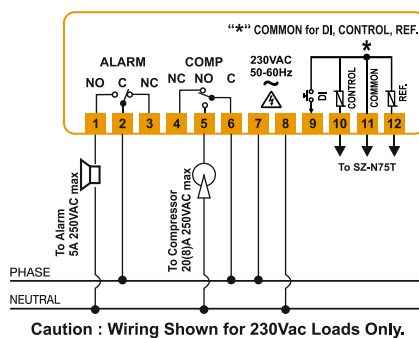 “*” COMMON for DI, CONTROL, REF.
*
ALARM
NO C NC
COMP
NC NO C
230VAC
50-60Hz
~
DI
CONTROL
COMMON
REF.
1 2 3 4 5 6 7 8 9 10 11 12
To SZ-N75T
To Alarm
5A 250VAC max
To Compressor
20(8)A 250VAC max
PHASE
NEUTRAL
Caution : Wiring Shown for 230Vac Loads Only.